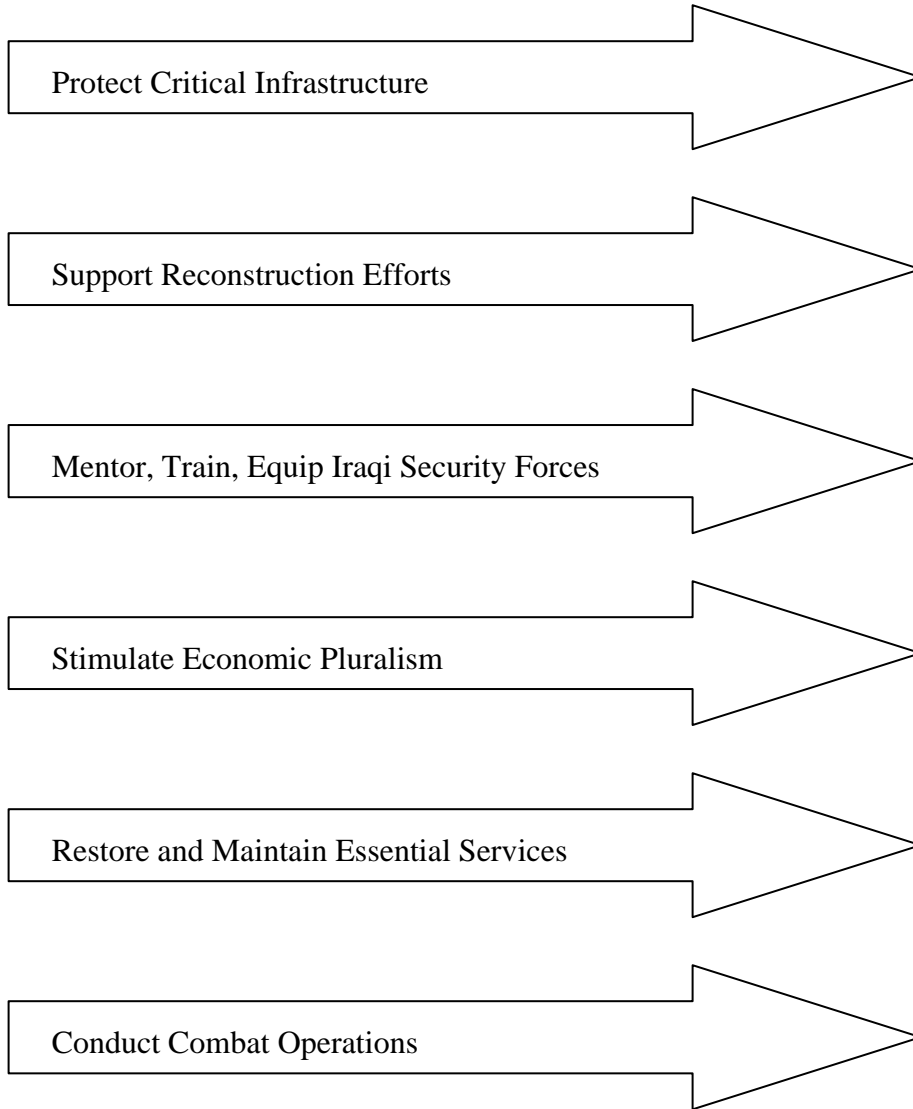 Protect Critical Infrastructure
Support Reconstruction Efforts
Mentor, Train, Equip Iraqi Security Forces
Stimulate Economic Pluralism
Restore and Maintain Essential Services
Conduct Combat Operations